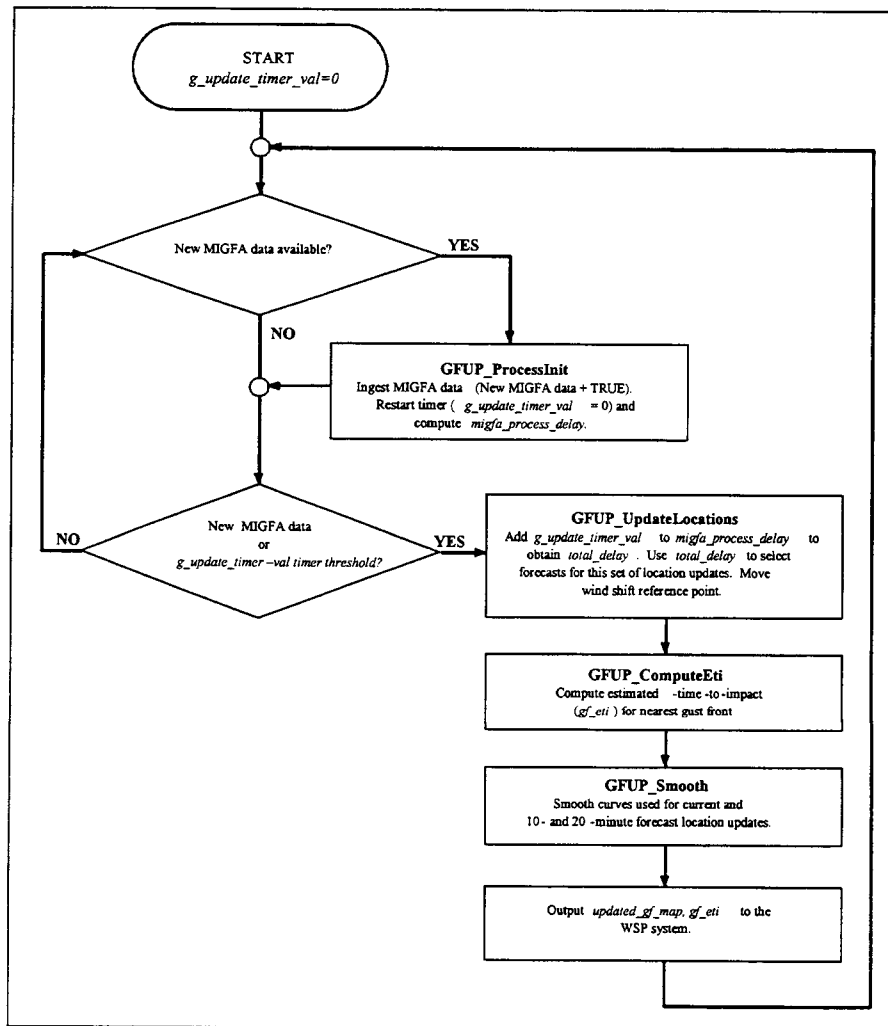 START
g_update_timer_val=0
New MIGFA data available?
YES
NO
GFUP_ProcessInit
Ingest MIGFA data (New MIGFA data + TRUE).
Restart timer ( g_update_timer_val = 0) and
compute migfa_process_delay.
New MIGFA data
or
g_update_timer –val timer threshold?
NO
YES
GFUP_UpdateLocations
Add g_update_timer_val to migfa_process_delay to
obtain total_delay . Use total_delay to select
forecasts for this set of location updates. Move
wind shift reference point.
GFUP_ComputeEti
Compute estimated -time -to-impact
(gf_eti ) for nearest gust front
GFUP_Smooth
Smooth curves used for current and
10 - and 20 -minute forecast location updates.
Output updated_gf_map, gf_eti to the
WSP system.